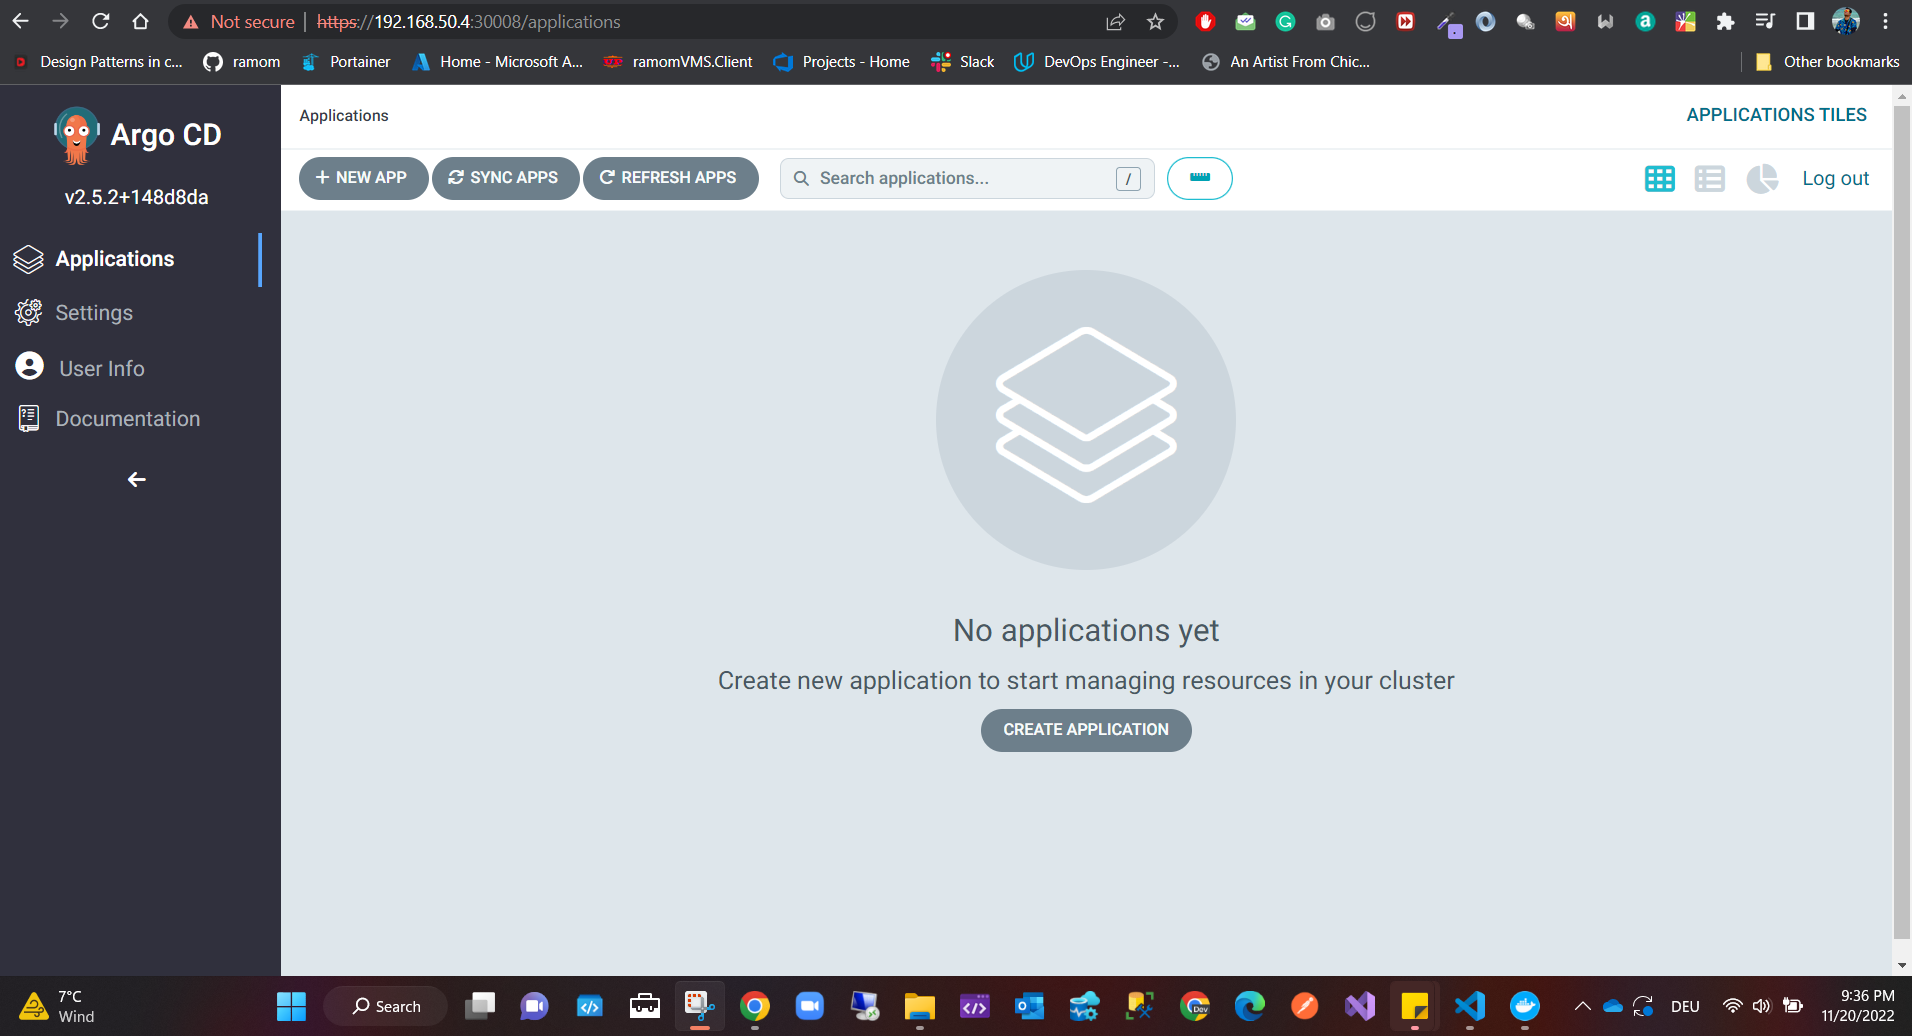 Not secure | https://192.168.50.4:30008/applications
Design Patterns in c... ramom Portainer Home - Microsoft A... ramomVMS.Client Projects - Home Slack DevOps Engineer -... An Artist From Chic... Other bookmarks
Argo CD
v2.5.2+148d8da
Applications
Settings
User Info
Documentation
Applications
APPLICATIONS TILES
NEW APP SYNC APPS REFRESH APPS Search applications... / Log out
No applications yet
Create new application to start managing resources in your cluster
CREATE APPLICATION
7°C
Wind
Search
Dev
DEU
9:36 PM
11/20/2022